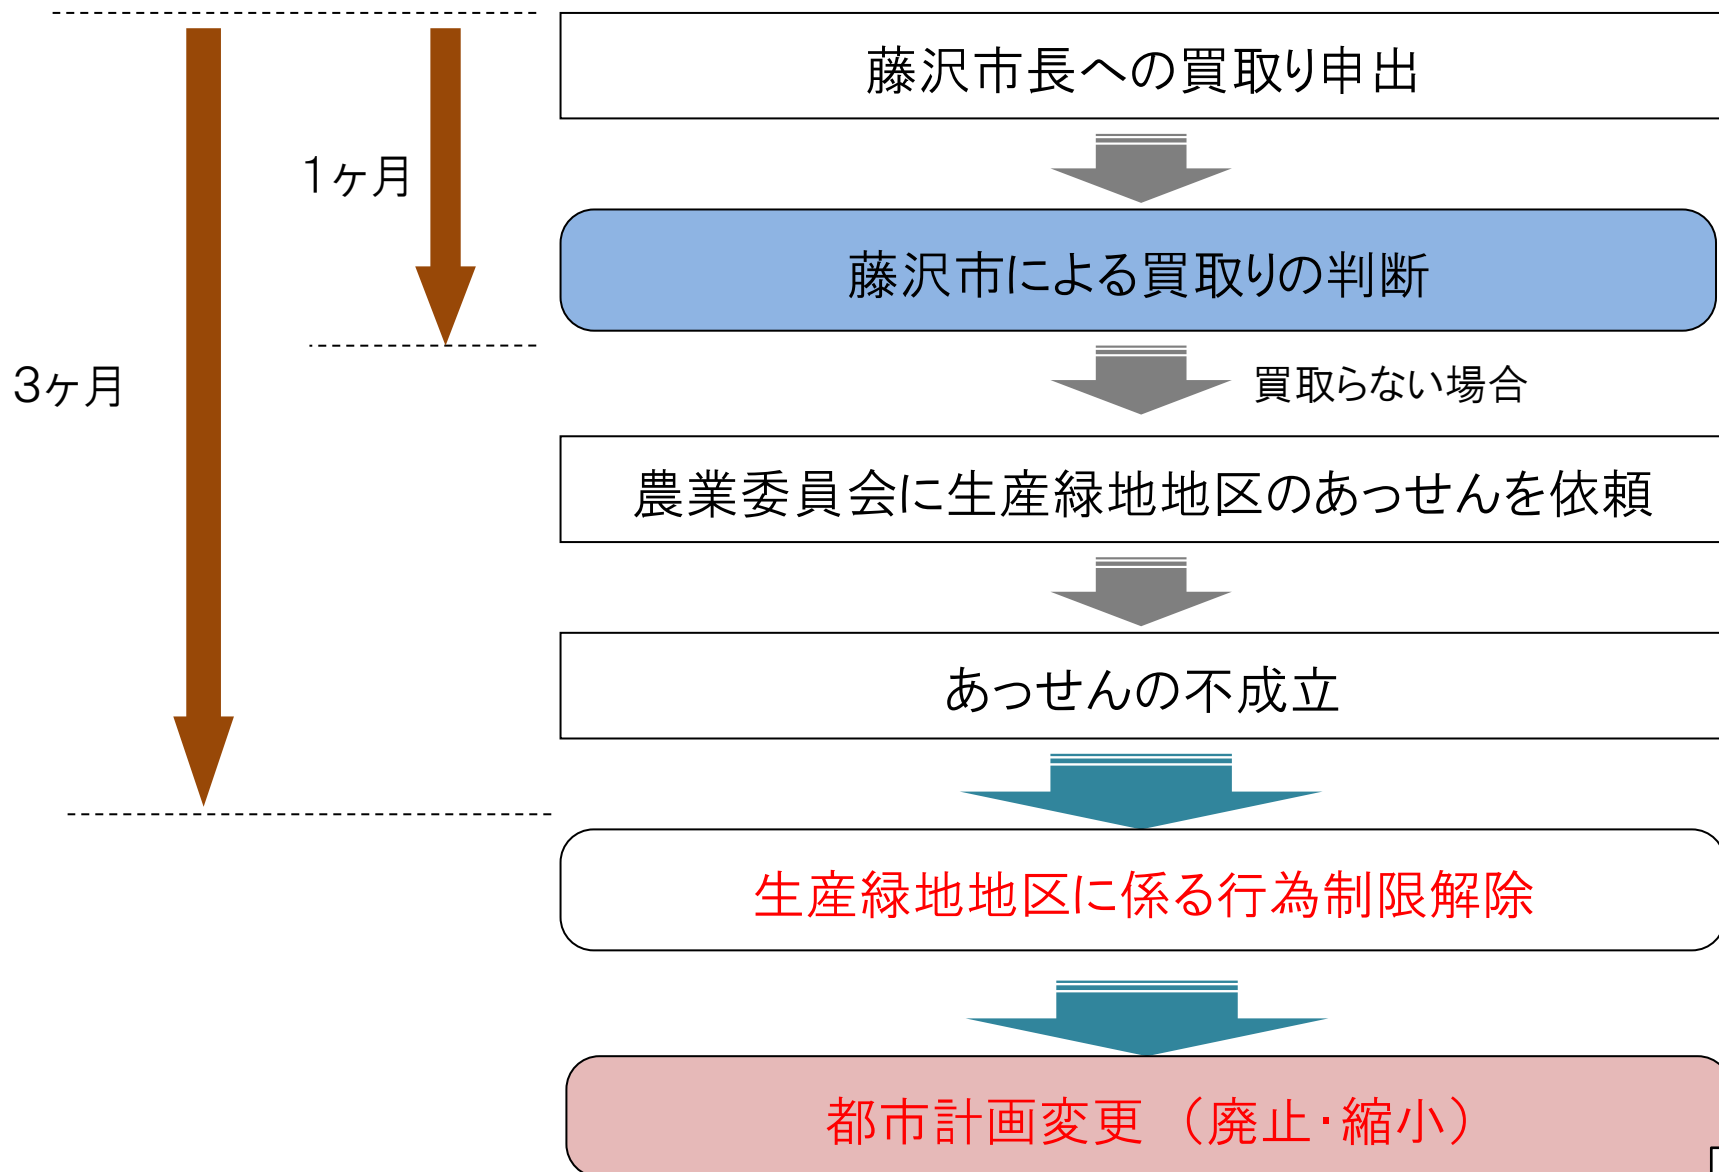 藤沢市長への買取り申出
1ヶ月
藤沢市による買取りの判断
3ヶ月
買取らない場合
農業委員会に生産緑地地区のあっせんを依頼
あっせんの不成立
生産緑地地区に係る行為制限解除
都市計画変更 （廃止・縮小）